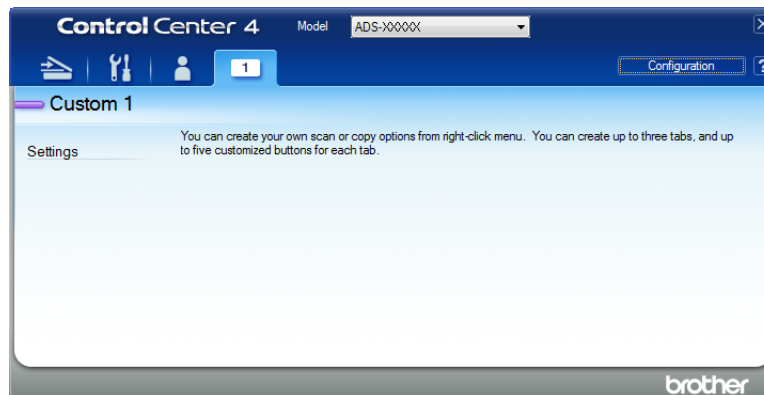 Control Center 4 Model ADS-XXXXX
1 Configuration ?
Custom 1
You can create your own scan or copy options from right-click menu. You can create up to three tabs, and up
Settings to five customized buttons for each tab.
brother